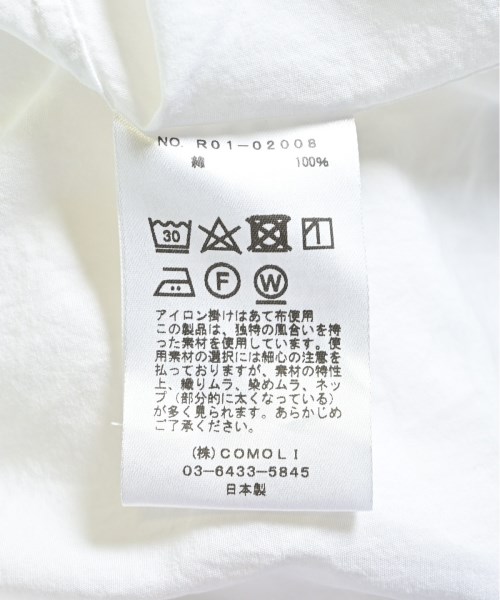 NO. R01-02008
綿 100%
30
F W
アイロン掛けはあて布使用
この製品は、独特の風合いを持
った素材を使用しています。使
用素材の選択には細心の注意を
払っておりますが、素材の特性
上、織りムラ、染めムラ、ネッ
プ(部分的に太くなっている)
が多く見られます。あらかじめ
ご了承ください。
(株)COMOLI
03-6433-5845
日本製